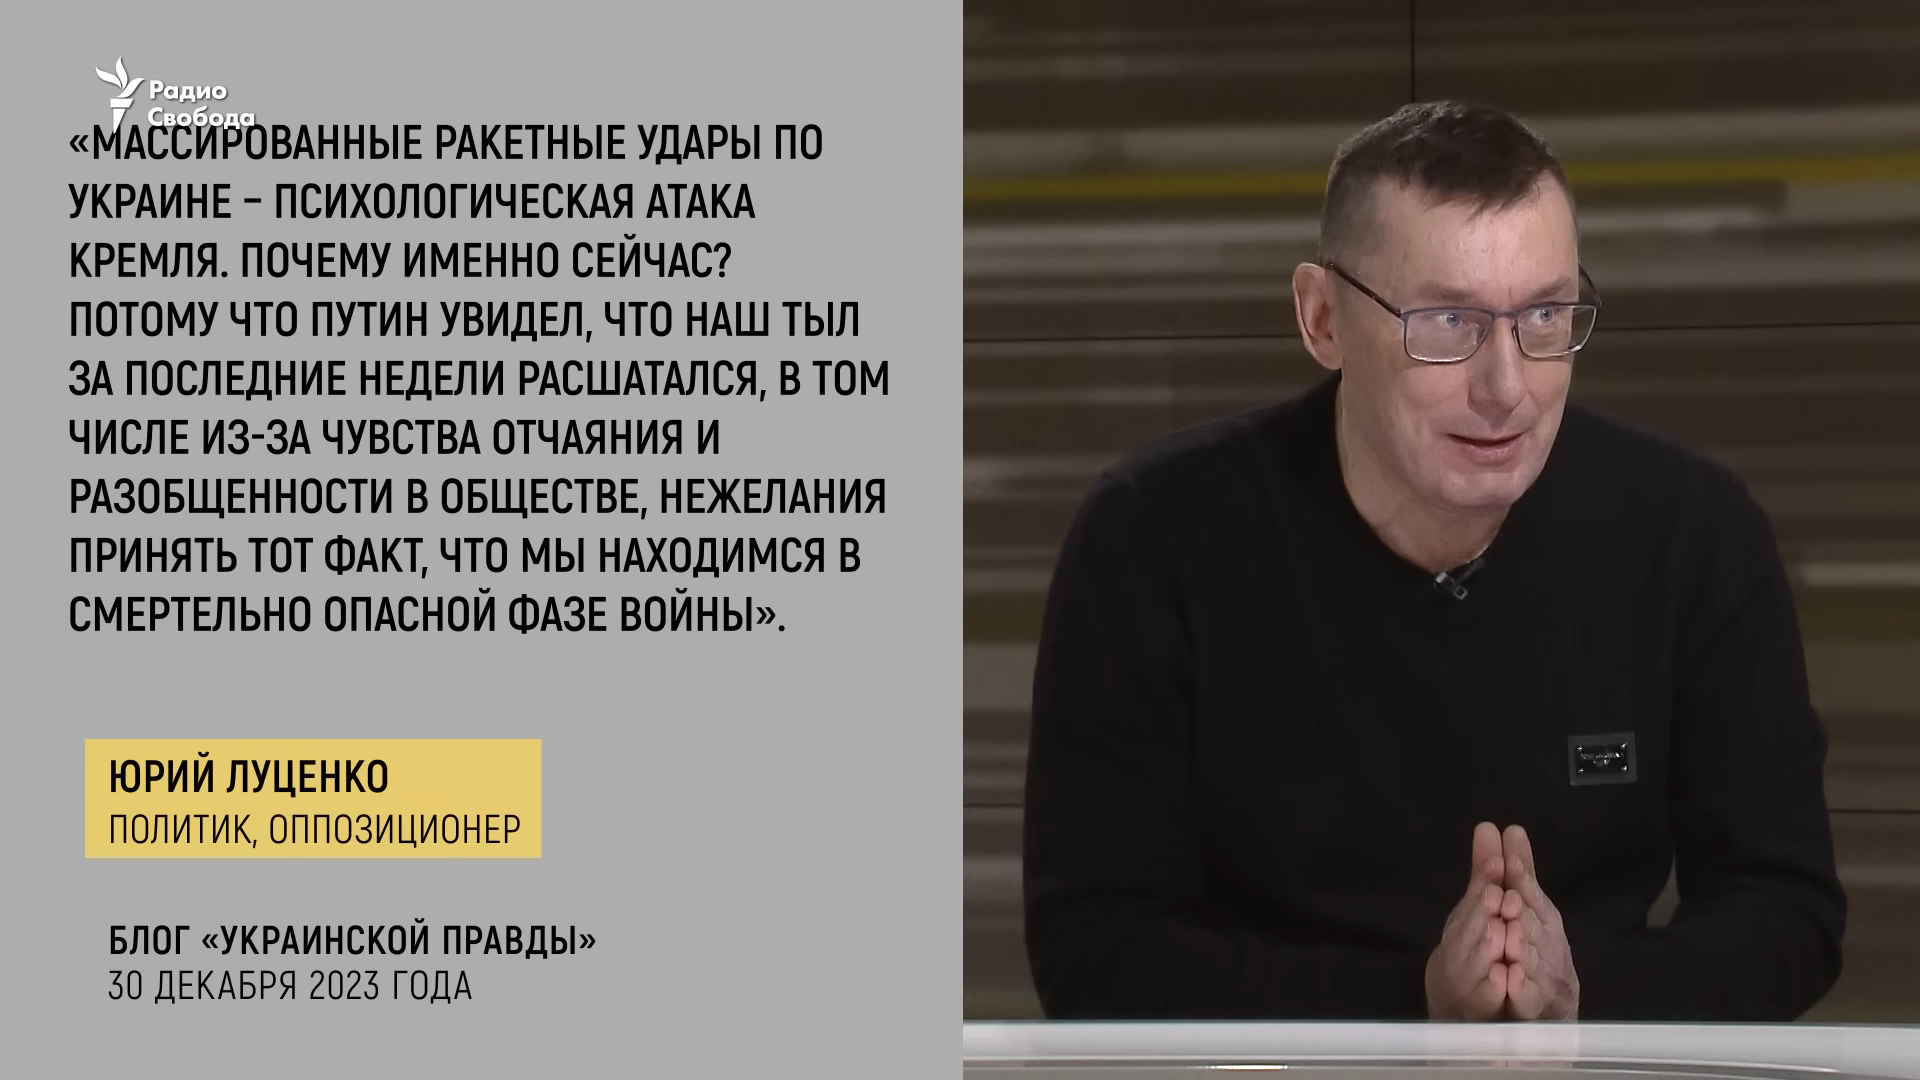 Радио
Свобода
«МАССИРОВАННЫЕ РАКЕТНЫЕ УДАРЫ ПО
УКРАИНЕ – ПСИХОЛОГИЧЕСКАЯ АТАКА
КРЕМЛЯ. ПОЧЕМУ ИМЕННО СЕЙЧАС?
ПОТОМУ ЧТО ПУТИН УВИДЕЛ, ЧТО НАШ ТЫЛ
ЗА ПОСЛЕДНИЕ НЕДЕЛИ РАСШАТАЛСЯ, В ТОМ
ЧИСЛЕ ИЗ-ЗА ЧУВСТВА ОТЧАЯНИЯ И
РАЗОБЩЕННОСТИ В ОБЩЕСТВЕ, НЕЖЕЛАНИЯ
ПРИНЯТЬ ТОТ ФАКТ, ЧТО МЫ НАХОДИМСЯ В
СМЕРТЕЛЬНО ОПАСНОЙ ФАЗЕ ВОЙНЫ».
ЮРИЙ ЛУЦЕНКО
ПОЛИТИК, ОППОЗИЦИОНЕР
БЛОГ «УКРАИНСКОЙ ПРАВДЫ»
30 ДЕКАБРЯ 2023 ГОДА